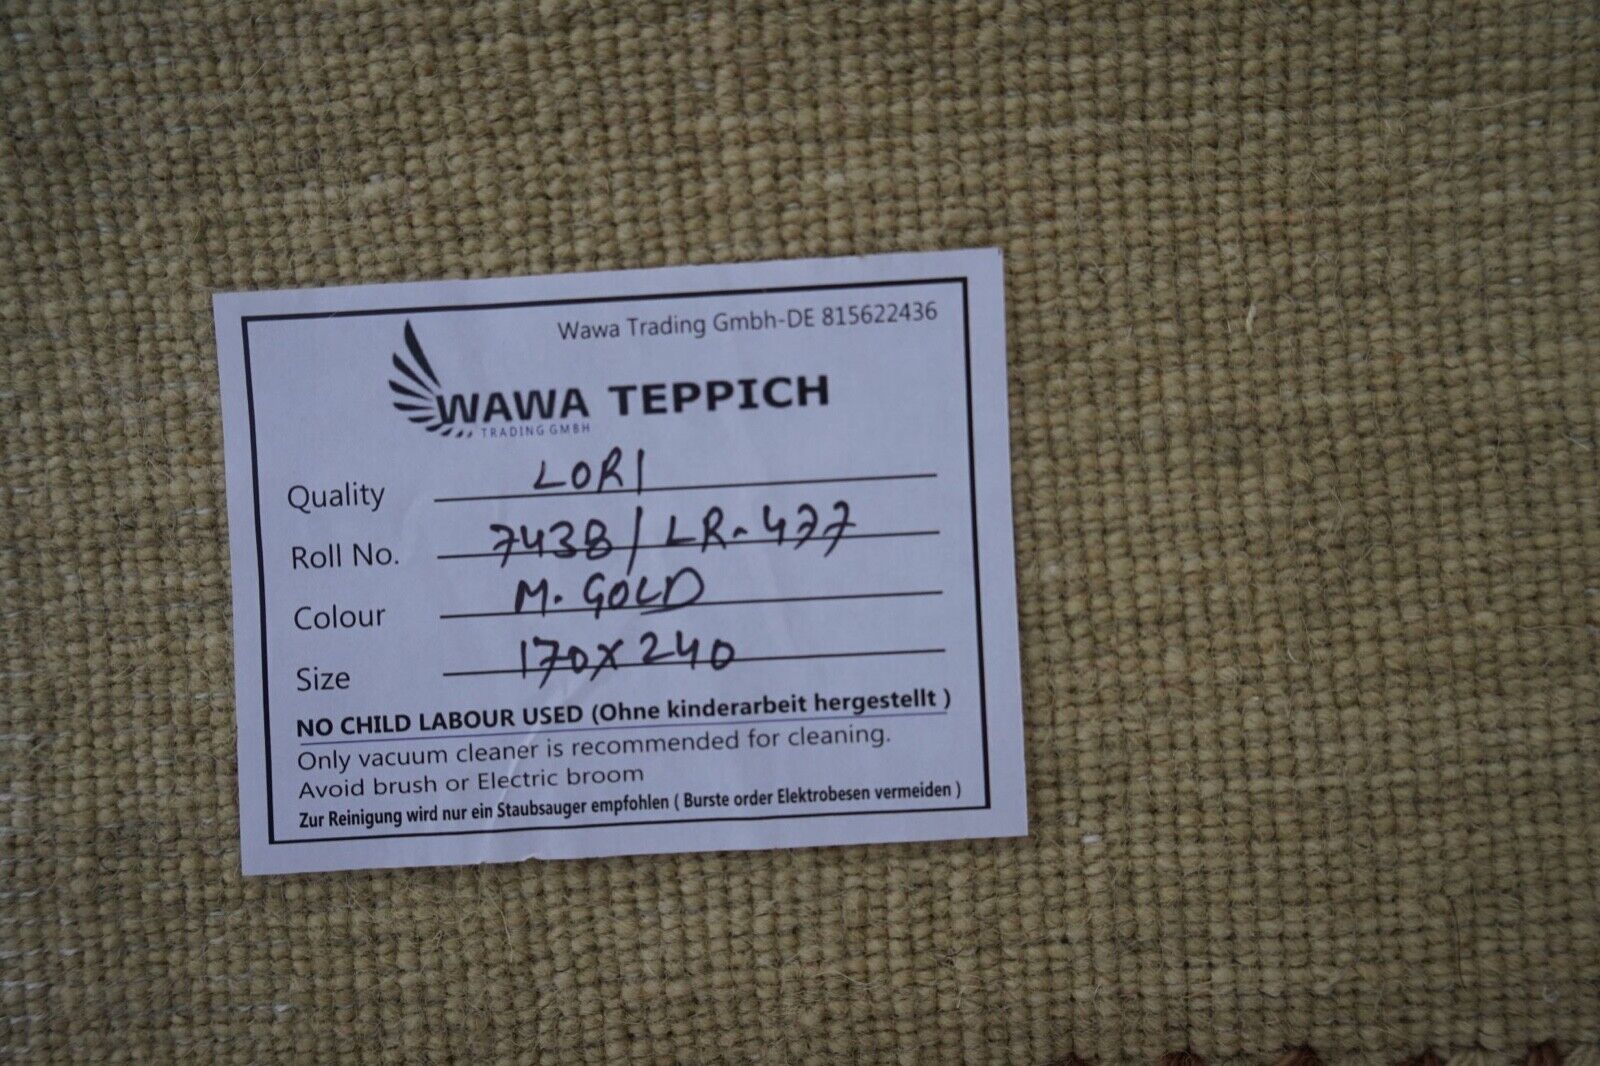 Wawa Trading Gmbh-DE 815622436
WAWA TEPPICH
TRADING GMBH
Quality LORI
Roll No. 7438/LR-477
Colour M. GOLD
Size 170X240
NO CHILD LABOUR USED (Ohne kinderarbeit hergestellt )
Only vacuum cleaner is recommended for cleaning.
Avoid brush or Electric broom
Zur Reinigung wird nur ein Staubsauger empfohlen ( Burste order Elektrobesen vermeiden )